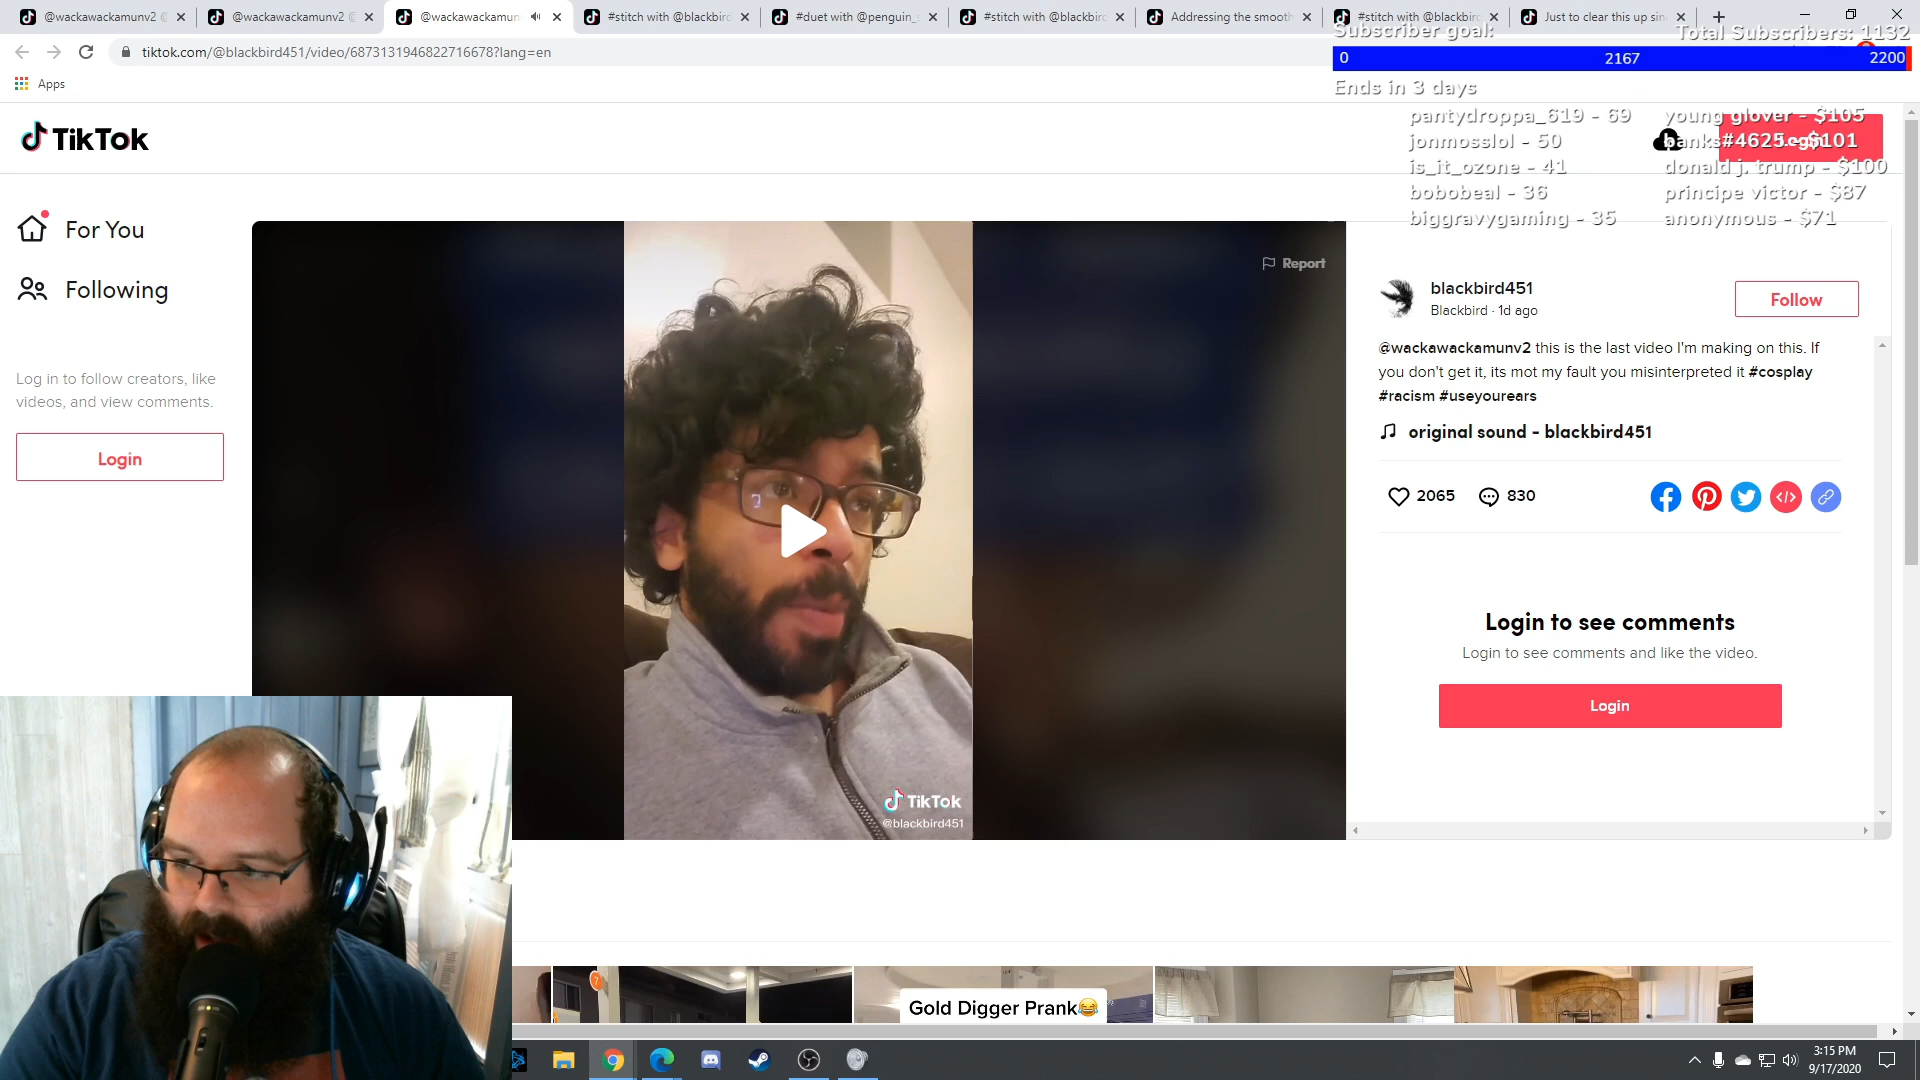 @wackawackamunv2
@wackawackamunv2
@wackawackamun
#stitch with @blackbird
#duet with @penguin_
#stitch with @blackbird
Addressing the smooth
#stitch with @blackbird
Just to clear this up sin
tiktok.com/@blackbird451/video/6873131946822716678?lang=en
Subscriber goal:
Total Subscribers: 1132
0
2167
2200
Ends in 3 days
Apps
TikTok
pantydroppa_619 - 69
jonmosslol - 50
is_it_ozone - 41
bobobeal - 36
biggravygaming - 35
young glover - $105
banks#4625 - $101
donald j. trump - $100
principe victor - $87
anonymous - $71
Login
For You
Following
Log in to follow creators, like
videos, and view comments.
Login
Report
TikTok
@blackbird451
blackbird451
Blackbird · 1d ago
Follow
@wackawackamunv2 this is the last video I'm making on this. If
you don't get it, its mot my fault you misinterpreted it #cosplay
#racism #useyourears
original sound - blackbird451
2065
830
Login to see comments
Login to see comments and like the video.
Login
Gold Digger Prank😂
3:15 PM
9/17/2020